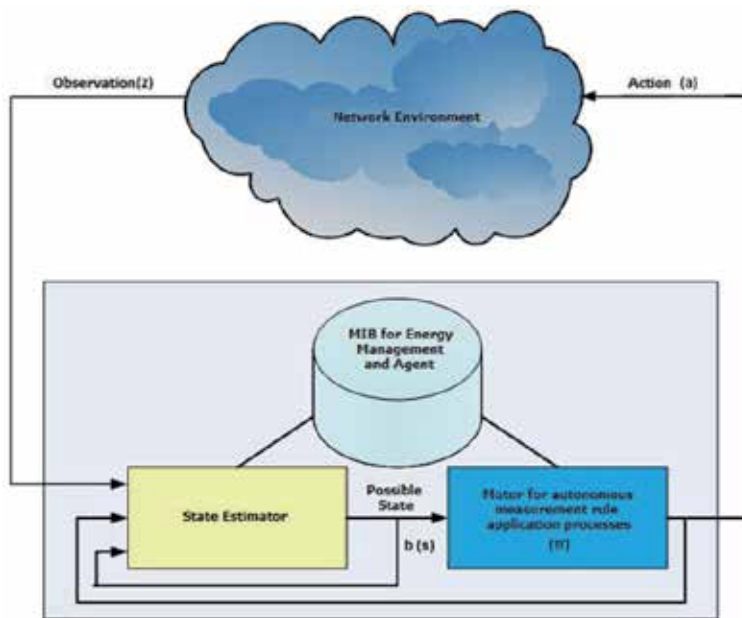 Observation(z)
Action (a)
Network Environment
MIB for Energy
Management
and Agent
Possible
State
State Estimator
b (s)
Motor for autonomous
measurement rule
application processes
(π)